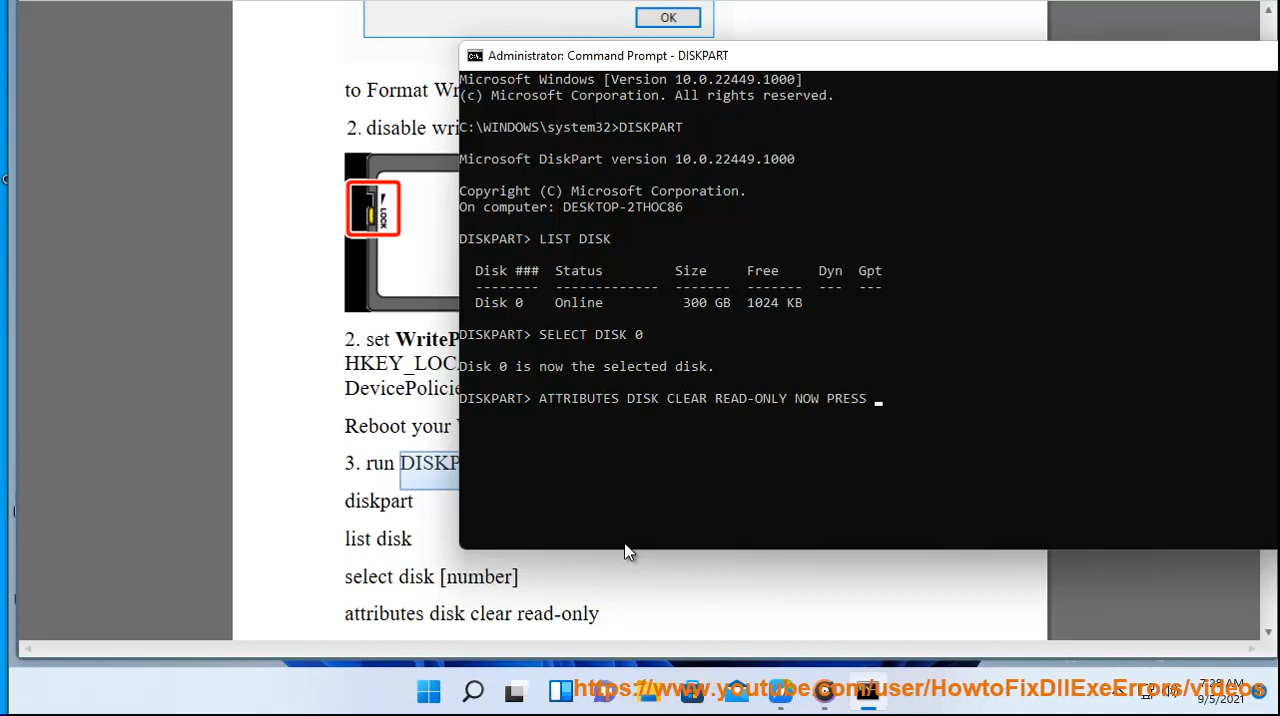 OK
Administrator: Command Prompt - DISKPART
Microsoft Windows [Version 10.0.22449.1000]
(c) Microsoft Corporation. All rights reserved.
C:\WINDOWS\system32>DISKPART
Microsoft DiskPart version 10.0.22449.1000
Copyright (C) Microsoft Corporation.
On computer: DESKTOP-2THOC86
DISKPART> LIST DISK
Disk ### Status Size Free Dyn Gpt
-------- ------------- ------- ------- --- ---
Disk 0 Online 300 GB 1024 KB
DISKPART> SELECT DISK 0
Disk 0 is now the selected disk.
DISKPART> ATTRIBUTES DISK CLEAR READ-ONLY NOW PRESS
to Format Wr
2. disable wri
LOCK
2. set WriteP
HKEY_LOC
DevicePolicie
Reboot your
3. run DISKP
diskpart
list disk
select disk [number]
attributes disk clear read-only
https://www.youtube.com/user/HowtoFixDllExeErrors/videos
7:28 AM
9/5/2021